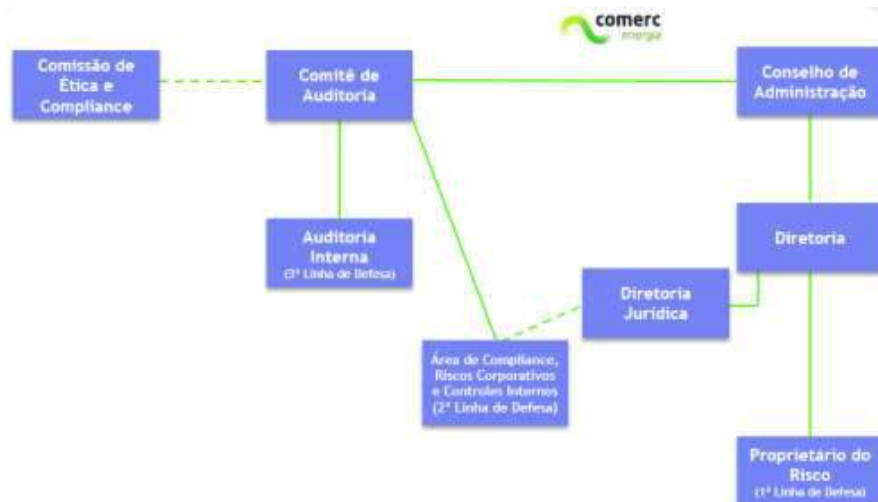 comerc
energia
Comissão de
Ética e
Compliance
Comitê de
Auditoria
Conselho de
Administração
Auditoria
Interna
(3ª Linha de Defesa)
Diretoria
Diretoria
Jurídica
Área de Compliance,
Riscos Corporativos
e Controles Internos
(2ª Linha de Defesa)
Proprietário do
Risco
(1ª Linha de Defesa)